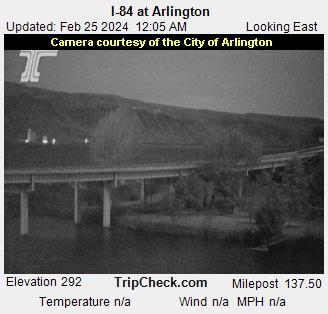 I-84 at Arlington
Updated: Feb 25 2024 12:05 AM Looking East
Camera courtesy of the City of Arlington
Elevation 292 TripCheck.com Milepost 137.50
Temperature n/a Wind n/a MPH n/a